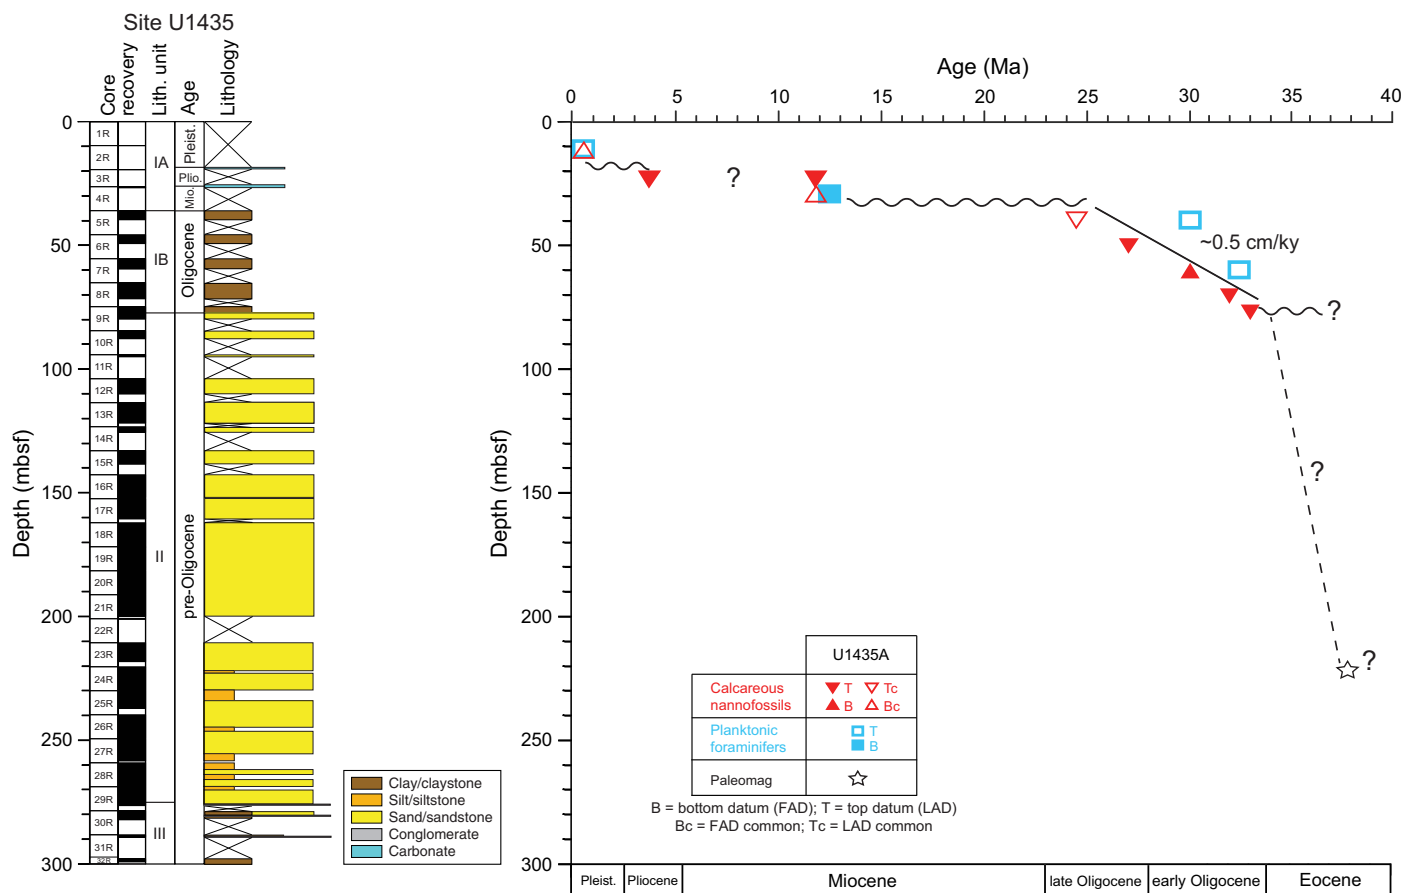 Site U1435
Core
recovery
Lith. unit
Age
Lithology
Depth (mbsf)
0
50
100
150
200
250
300
1R
2R
3R
4R
5R
6R
7R
8R
9R
10R
11R
12R
13R
14R
15R
16R
17R
18R
19R
20R
21R
22R
23R
24R
25R
26R
27R
28R
29R
30R
31R
32R
IA
IB
II
III
Pleist.
Plio.
Mio.
Oligocene
pre-Oligocene
Clay/claystone
Silt/siltstone
Sand/sandstone
Conglomerate
Carbonate
Age (Ma)
0 5 10 15 20 25 30 35 40
Depth (mbsf)
0
50
100
150
200
250
300
?
~0.5 cm/ky
?
?
?
U1435A
Calcareous
nannofossils
T Tc
B Bc
Planktonic
foraminifers
T
B
Paleomag
B = bottom datum (FAD); T = top datum (LAD)
Bc = FAD common; Tc = LAD common
Pleist. Pliocene Miocene late Oligocene early Oligocene Eocene